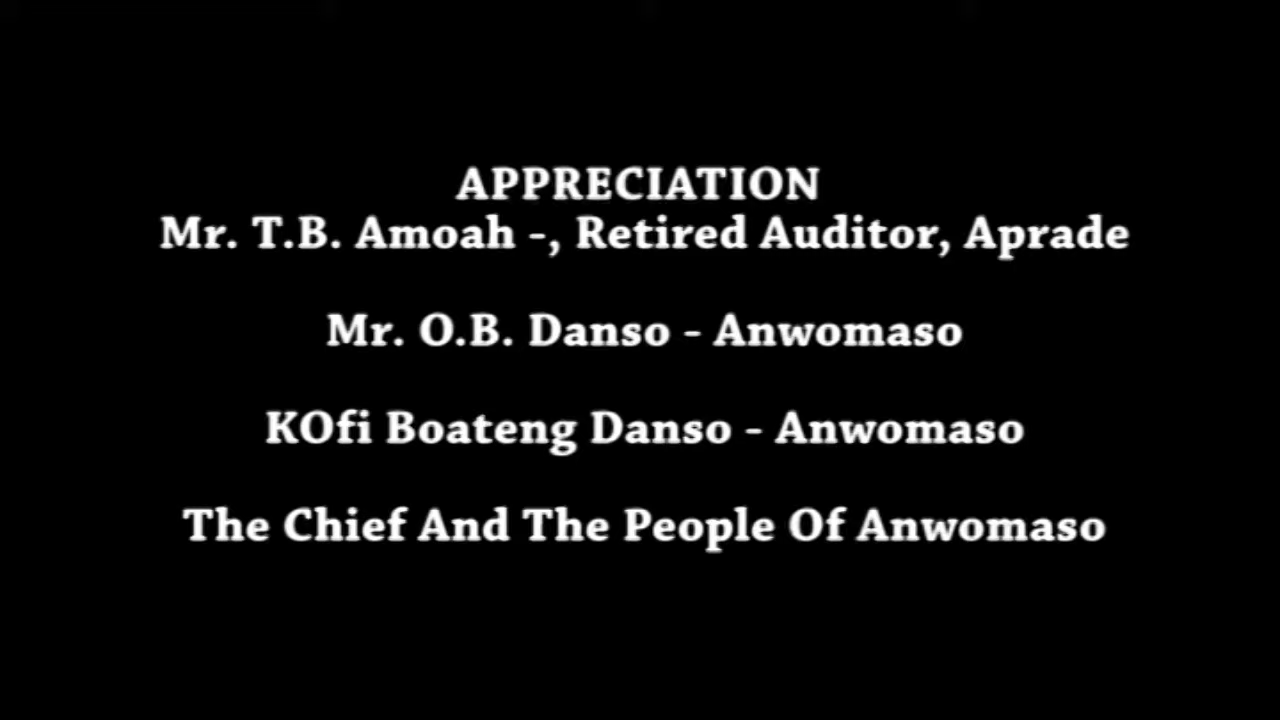 APPRECIATION
Mr. T.B. Amoah -, Retired Auditor, Aprade
Mr. O.B. Danso - Anwomaso
KOfi Boateng Danso - Anwomaso
The Chief And The People Of Anwomaso